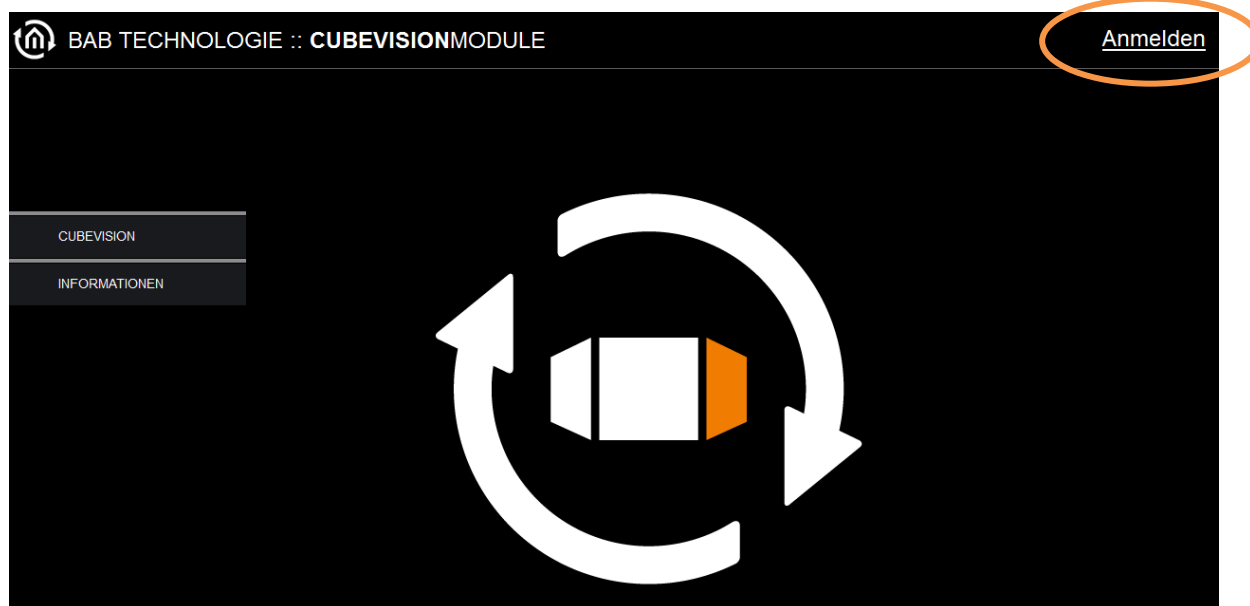 BAB TECHNOLOGIE :: CUBEVISIONMODULE
Anmelden
CUBEVISION
INFORMATIONEN